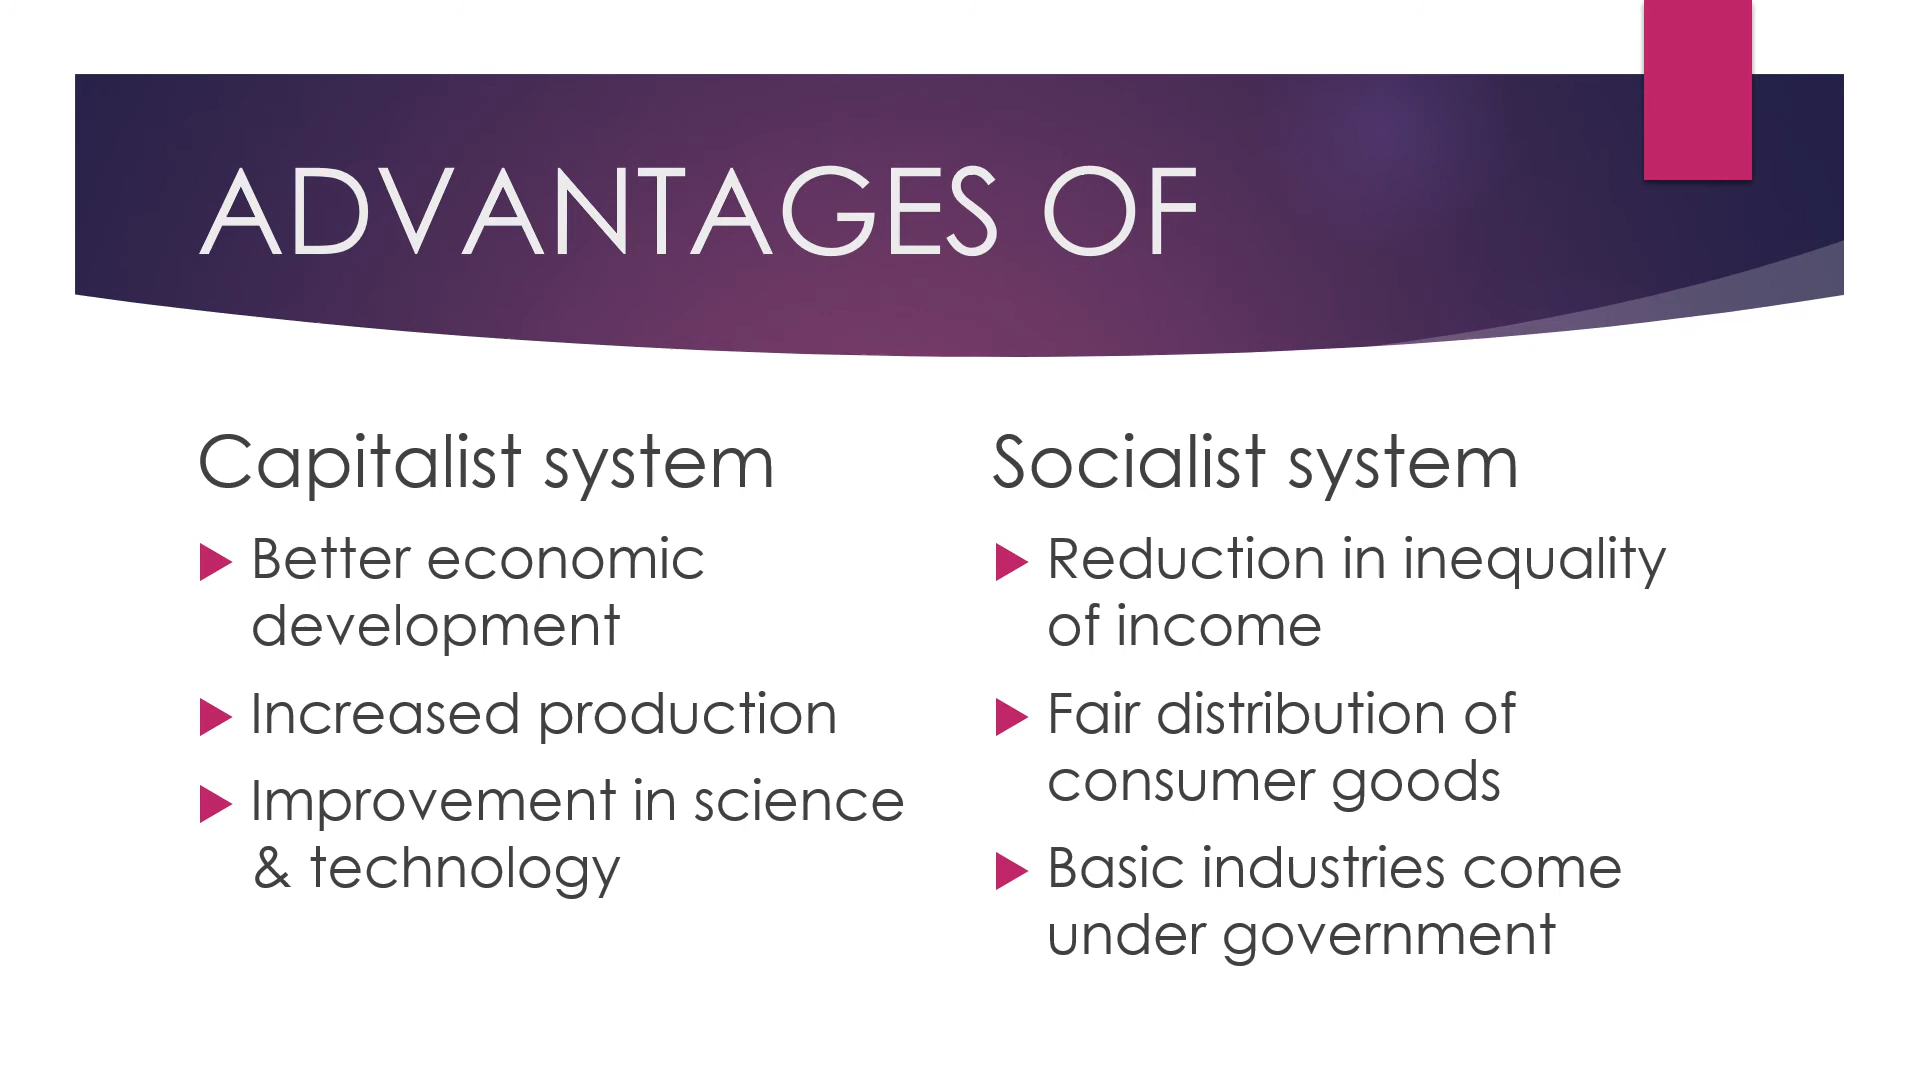 ADVANTAGES OF
Capitalist system
Better economic
development
Increased production
Improvement in science
& technology
Socialist system
Reduction in inequality
of income
Fair distribution of
consumer goods
Basic industries come
under government